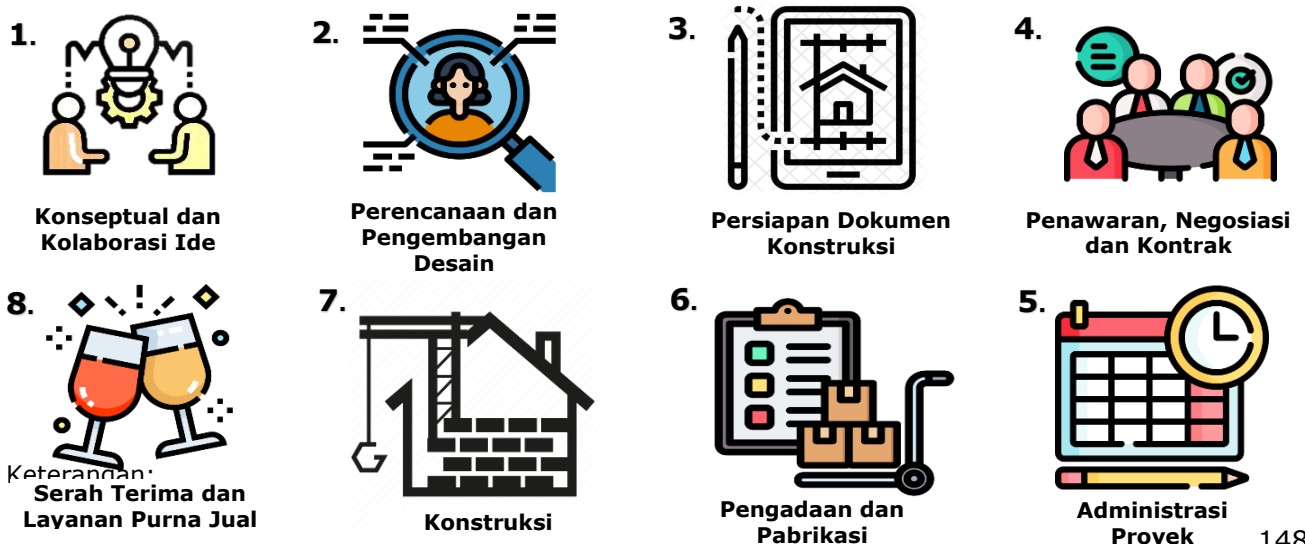 1.
Konseptual dan
Kolaborasi Ide
2.
Perencanaan dan
Pengembangan
Desain
3.
Persiapan Dokumen
Konstruksi
4.
Penawaran, Negosiasi
dan Kontrak
8.
Keterangan:
Serah Terima dan
Layanan Purna Jual
7.
Konstruksi
6.
Pengadaan dan
Pabrikasi
5.
Administrasi
Proyek
148